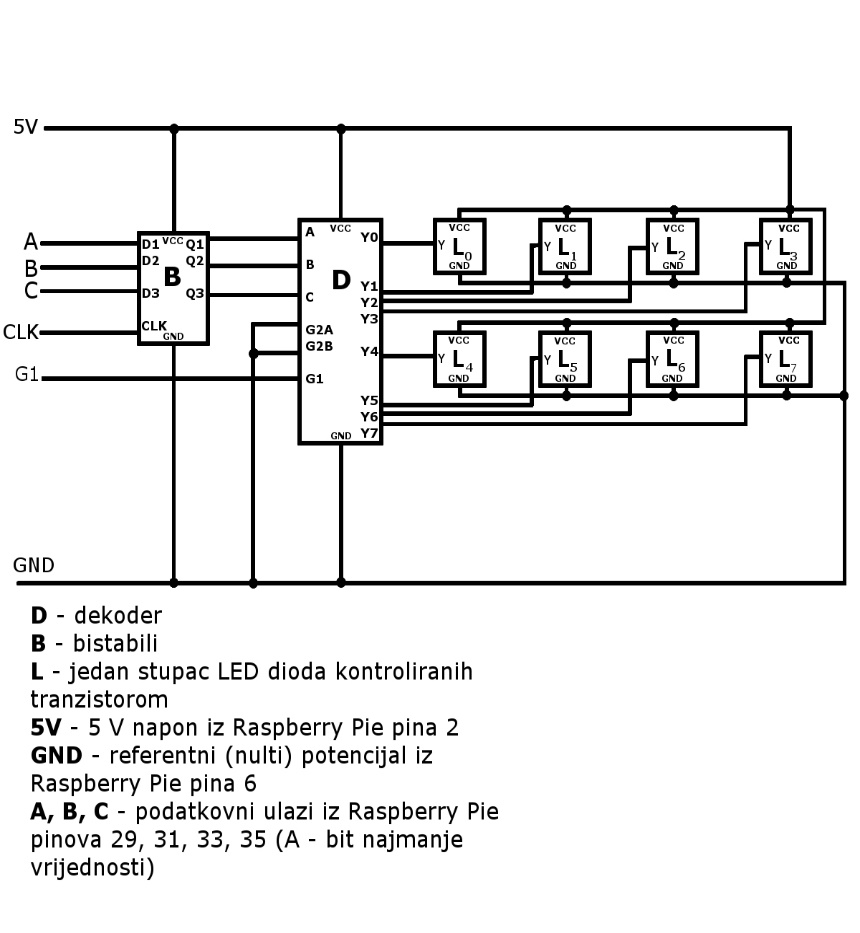 5V
A
B
C
CLK
G1
D1 VCC Q1
D2 Q2
B
D3 Q3
CLK
GND
A VCC Y0
B D
C Y1
Y2
G2A Y3
G2B Y4
G1
Y5
Y6
GND Y7
VCC VCC VCC VCC
Y L0 Y L1 Y L2 Y L3
GND GND GND GND
VCC VCC VCC VCC
Y L4 Y L5 Y L6 Y L7
GND GND GND GND
GND
D - dekoder
B - bistabili
L - jedan stupac LED dioda kontroliranih
tranzistorom
5V - 5 V napon iz Raspberry Pie pina 2
GND - referentni (nulti) potencijal iz
Raspberry Pie pina 6
A, B, C - podatkovni ulazi iz Raspberry Pie
pinova 29, 31, 33, 35 (A - bit najmanje
vrijednosti)